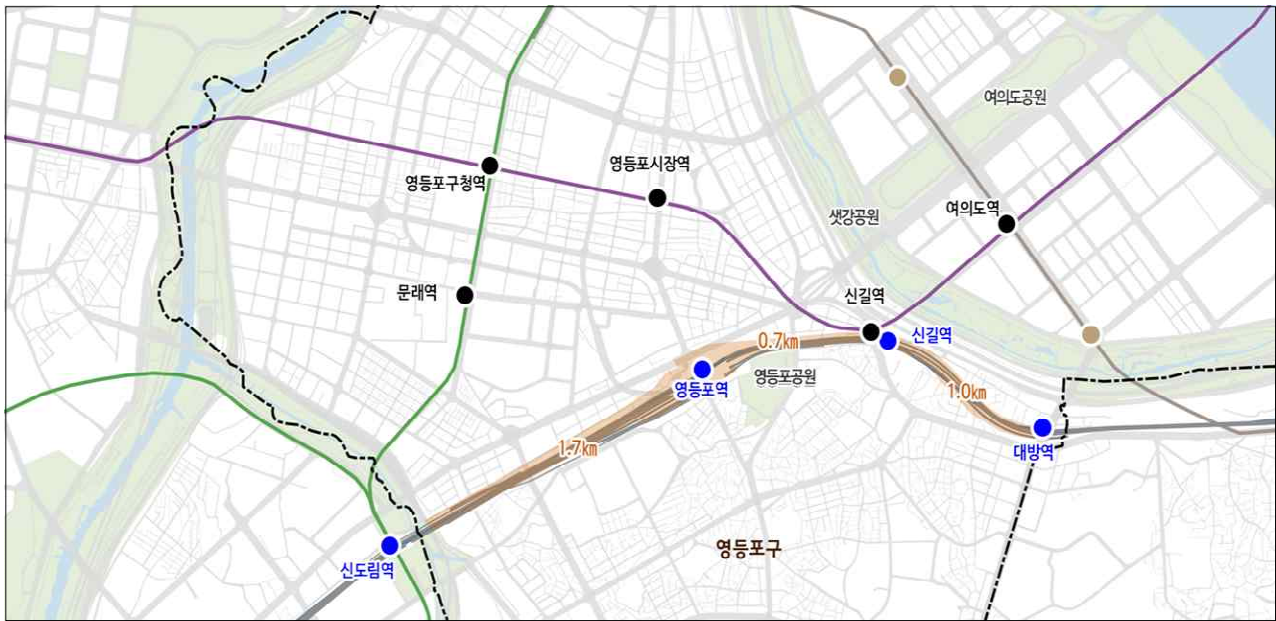 여의도공원
영등포시장역
영등포구청역
여의도역
샛강공원
문래역
신길역
신길역
0.7km
영등포역
영등포공원
1.0km
1.7km
대방역
영등포구
신도림역